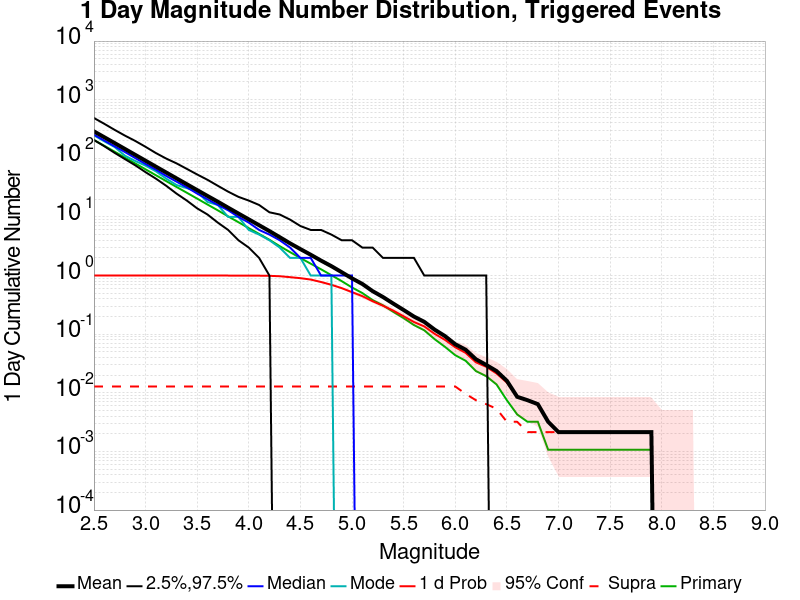 1 Day Magnitude Number Distribution, Triggered Events
1 Day Cumulative Number
10^4
10^3
10^2
10^1
10^0
10^-1
10^-2
10^-3
10^-4
2.5 3.0 3.5 4.0 4.5 5.0 5.5 6.0 6.5 7.0 7.5 8.0 8.5 9.0
Magnitude
Mean 2.5%,97.5% Median Mode 1 d Prob 95% Conf Supra Primary